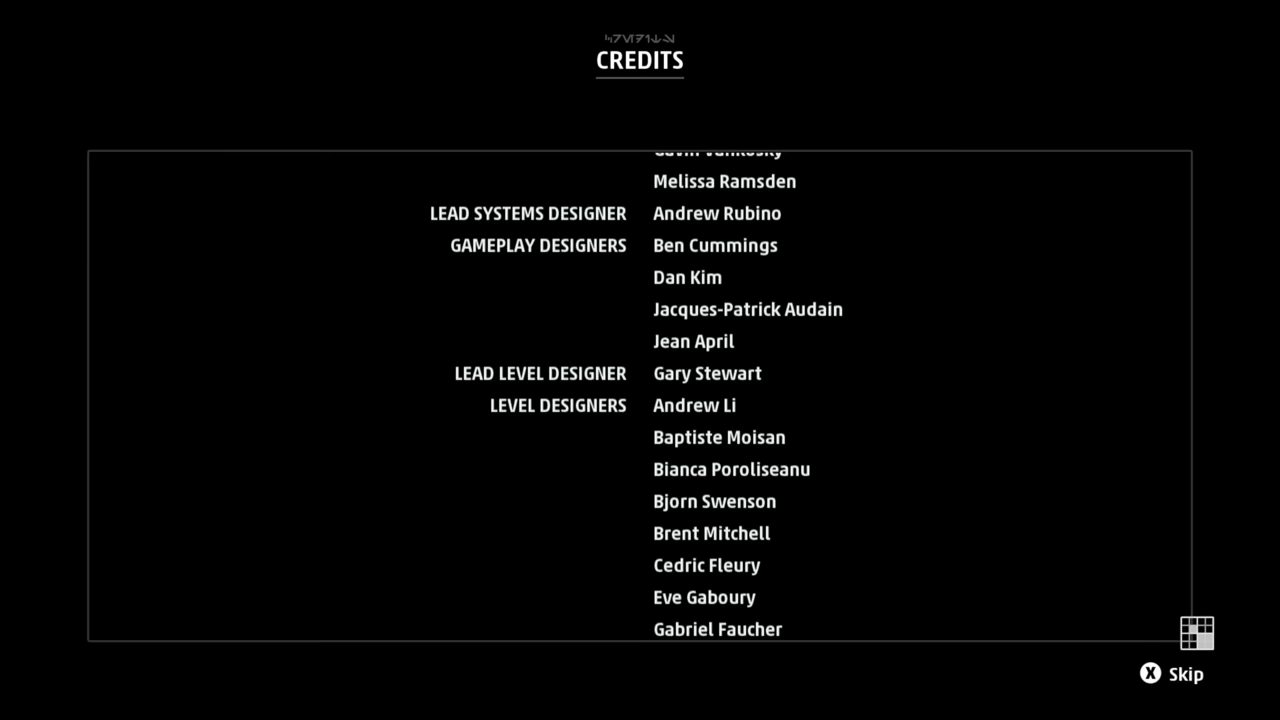 CREDITS
Gavin Vankosky
Melissa Ramsden
LEAD SYSTEMS DESIGNER Andrew Rubino
GAMEPLAY DESIGNERS Ben Cummings
Dan Kim
Jacques-Patrick Audain
Jean April
LEAD LEVEL DESIGNER Gary Stewart
LEVEL DESIGNERS Andrew Li
Baptiste Moisan
Bianca Poroliseanu
Bjorn Swenson
Brent Mitchell
Cedric Fleury
Eve Gaboury
Gabriel Faucher
X Skip